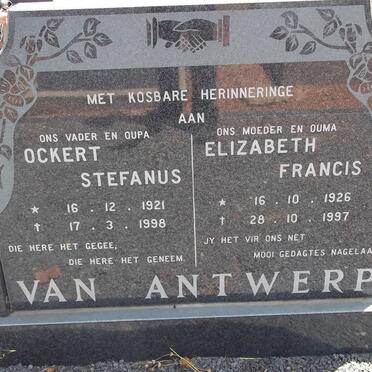 MET KOSBARE HERINNERINGE
AAN
ONS VADER EN OUPA
OCKERT
STEFANUS
★ 16 . 12 . 1921
† 17 . 3 . 1998
DIE HERE HET GEGEE,
DIE HERE HET GENEEM.
ONS MOEDER EN OUMA
ELIZABETH
FRANCIS
★ 16 . 10 . 1926
† 28 . 10 . 1997
JY HET VIR ONS NET
MOOI GEDAGTES NAGELAA
VAN ANTWERP